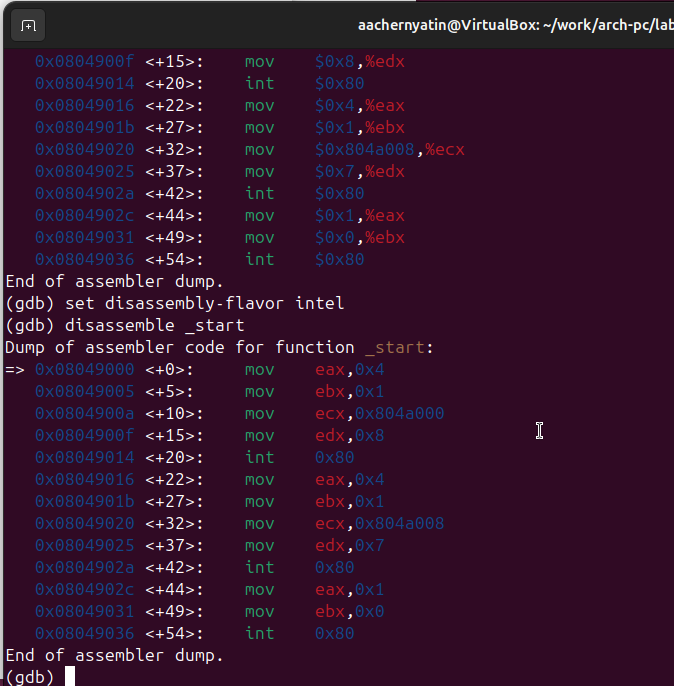 aachernyatin@VirtualBox: ~/work/arch-pc/lab
0x0804900f <+15>:    mov    $0x8,%edx
0x08049014 <+20>:    int    $0x80
0x08049016 <+22>:    mov    $0x4,%eax
0x0804901b <+27>:    mov    $0x1,%ebx
0x08049020 <+32>:    mov    $0x804a008,%ecx
0x08049025 <+37>:    mov    $0x7,%edx
0x0804902a <+42>:    int    $0x80
0x0804902c <+44>:    mov    $0x1,%eax
0x08049031 <+49>:    mov    $0x0,%ebx
0x08049036 <+54>:    int    $0x80
End of assembler dump.
(gdb) set disassembly-flavor intel
(gdb) disassemble _start
Dump of assembler code for function _start:
=> 0x08049000 <+0>:    mov    eax,0x4
0x08049005 <+5>:    mov    ebx,0x1
0x0804900a <+10>:    mov    ecx,0x804a000
0x0804900f <+15>:    mov    edx,0x8
0x08049014 <+20>:    int    0x80
0x08049016 <+22>:    mov    eax,0x4
0x0804901b <+27>:    mov    ebx,0x1
0x08049020 <+32>:    mov    ecx,0x804a008
0x08049025 <+37>:    mov    edx,0x7
0x0804902a <+42>:    int    0x80
0x0804902c <+44>:    mov    eax,0x1
0x08049031 <+49>:    mov    ebx,0x0
0x08049036 <+54>:    int    0x80
End of assembler dump.
(gdb)